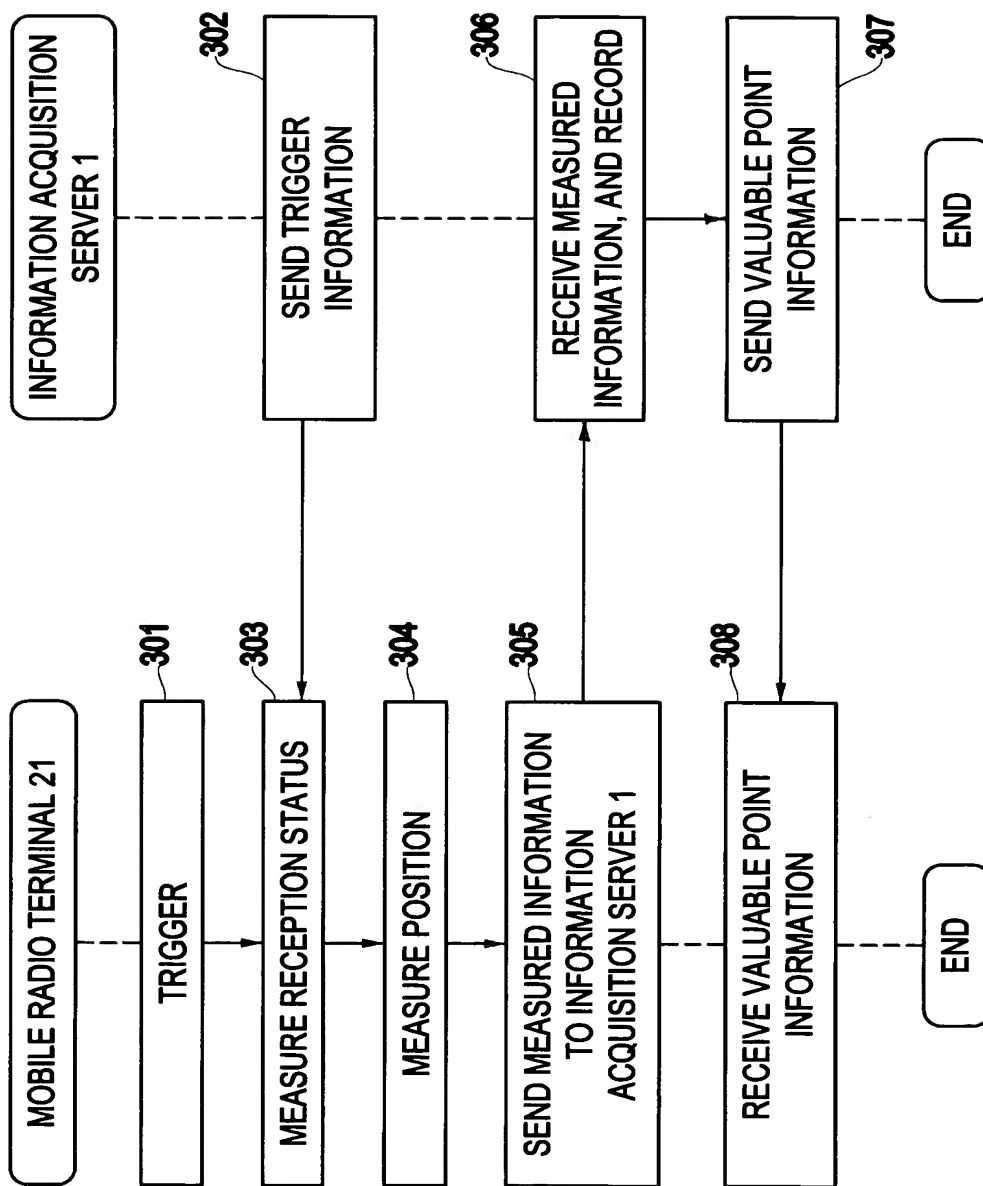 MOBILE RADIO TERMINAL 21
301
TRIGGER
303
MEASURE RECEPTION STATUS
304
MEASURE POSITION
305
SEND MEASURED INFORMATION
TO INFORMATION
ACQUISITION SERVER 1
308
RECEIVE VALUABLE POINT
INFORMATION
END
INFORMATION ACQUISITION
SERVER 1
302
SEND TRIGGER
INFORMATION
306
RECEIVE MEASURED
INFORMATION, AND RECORD
307
SEND VALUABLE POINT
INFORMATION
END